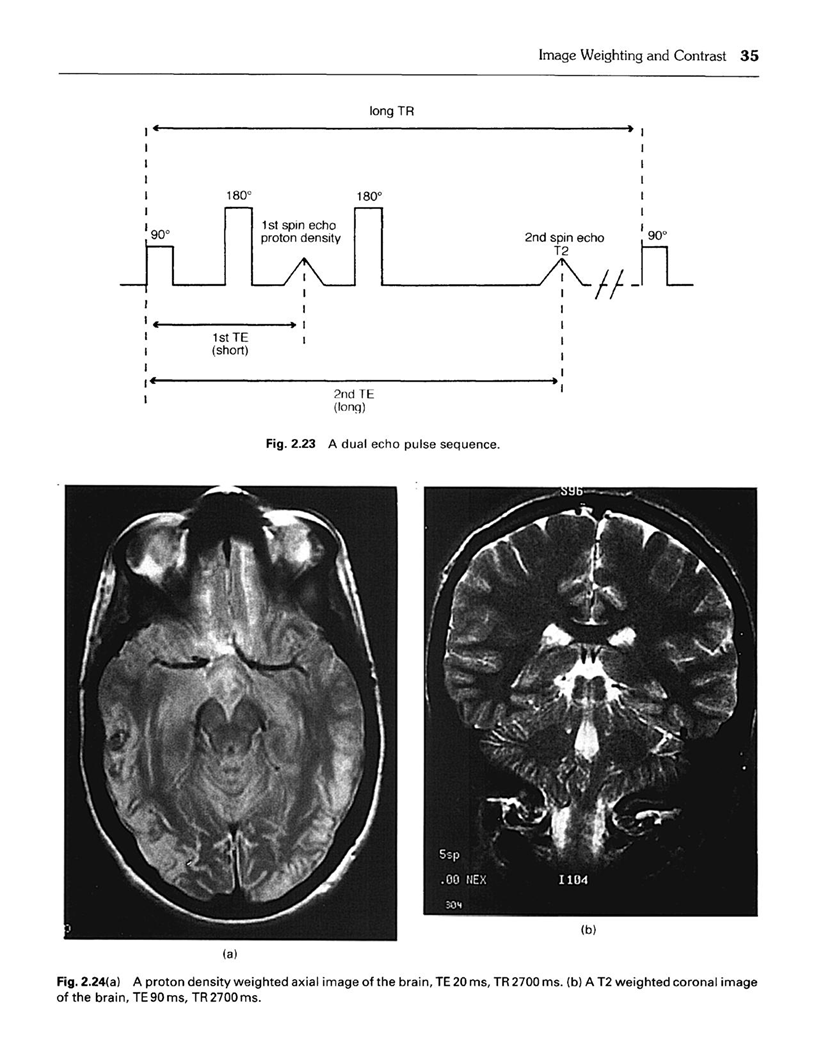 Image Weighting and Contrast 35
long TR
180° 180°
90°
1st spin echo
proton density
2nd spin echo
T2
90°
1st TE
(short)
2nd TE
(long)
Fig. 2.23 A dual echo pulse sequence.
S96
5sp
.00 NEX I104
304
(b)
(a)
Fig. 2.24(a) A proton density weighted axial image of the brain, TE 20 ms, TR 2700 ms. (b) A T2 weighted coronal image
of the brain, TE 90 ms, TR 2700 ms.